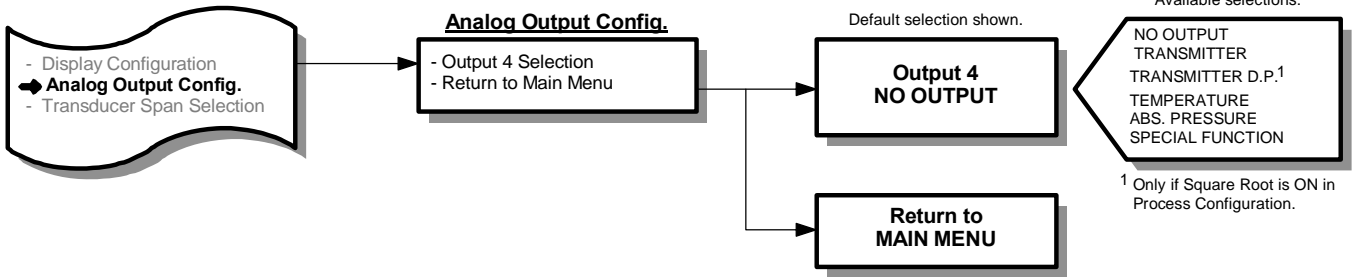 - Display Configuration
Analog Output Config.
- Transducer Span Selection
Analog Output Config.
- Output 4 Selection
- Return to Main Menu
Default selection shown.
Output 4
NO OUTPUT
Return to
MAIN MENU
Available selections.
NO OUTPUT
TRANSMITTER
TRANSMITTER D.P.1
TEMPERATURE
ABS. PRESSURE
SPECIAL FUNCTION
1 Only if Square Root is ON in
Process Configuration.